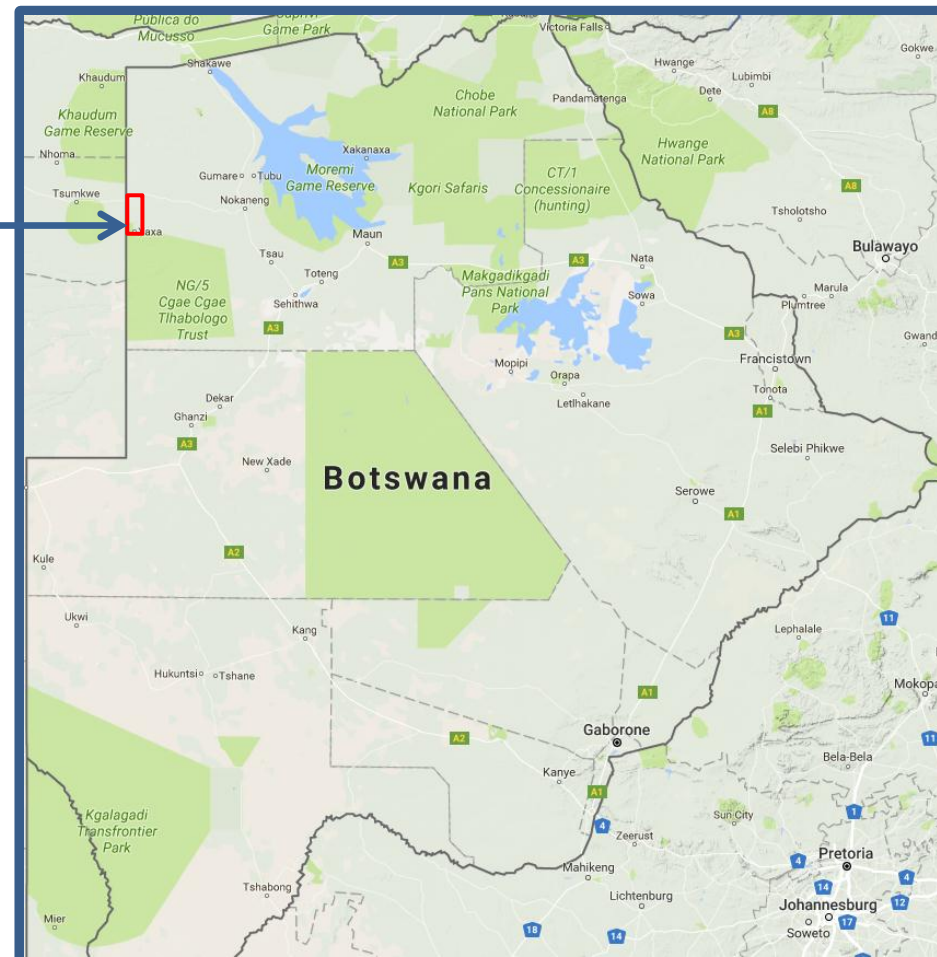 Pública do
Mucusso
Game Park
Victoria Falls
Gokwe
Shakawe
Hwange
Khaudum
Lubimbi
Dete
Pandamatenga
Chobe
National Park
A8
Khaudum
Game Reserve
Hwange
National Park
Nhoma
Xakanaxa
Gumare
Tubu
Moremi
Game Reserve
Kgori Safaris
CT/1
Concessionaire
(hunting)
A8
Tsumkwe
Nokaneng
Tsholotsho
Maun
Bulawayo
Tsau
A3
A3
Nata
NG/5
Cgae Cgae
Tlhabologo
Trust
Toteng
Makgadikgadi
Pans National
Park
Marula
Sehithwa
Sowa
Plumtree
A3
A3
Gwand
Francistown
Mopipi
Orapa
Tonota
Letlhakane
Dekar
A1
Ghanzi
A3
Selebi Phikwe
New Xade
Botswana
Serowe
A1
A2
Kule
Ukwi
11
Kang
Lephalale
Hukuntsi
Tshane
Mokopa
A1
Gaborone
A2
11
Bela-Bela
Kanye
A1
Kgalagadi
Transfrontier
Park
4
Zeerust
Sun City
1
Pretoria
4
4
Mahikeng
Tshabong
Lichtenburg
14
Johannesburg
12
Mier
18
14
17
Soweto